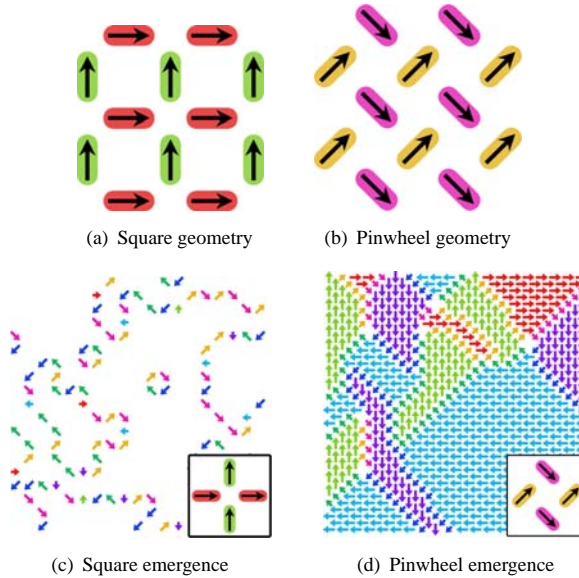 (a) Square geometry
(b) Pinwheel geometry
(c) Square emergence
(d) Pinwheel emergence